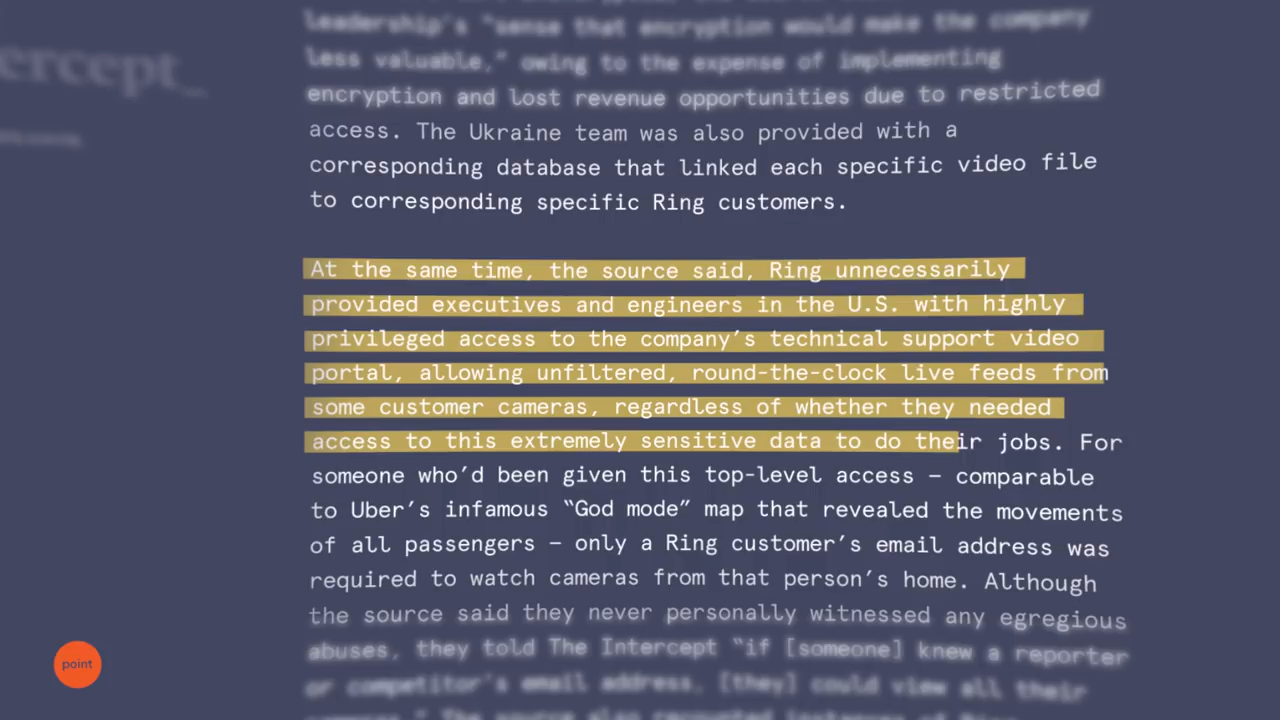 ercept_
leadership's "sense that encryption would make the company
less valuable," owing to the expense of implementing
encryption and lost revenue opportunities due to restricted
access. The Ukraine team was also provided with a
corresponding database that linked each specific video file
to corresponding specific Ring customers.
At the same time, the source said, Ring unnecessarily
provided executives and engineers in the U.S. with highly
privileged access to the company’s technical support video
portal, allowing unfiltered, round-the-clock live feeds from
some customer cameras, regardless of whether they needed
access to this extremely sensitive data to do their jobs. For
someone who’d been given this top-level access — comparable
to Uber’s infamous “God mode” map that revealed the movements
of all passengers — only a Ring customer’s email address was
required to watch cameras from that person’s home. Although
the source said they never personally witnessed any egregious
abuses, they told The Intercept “if [someone] knew a reporter
or competitor’s email address, [they] could view all their
point